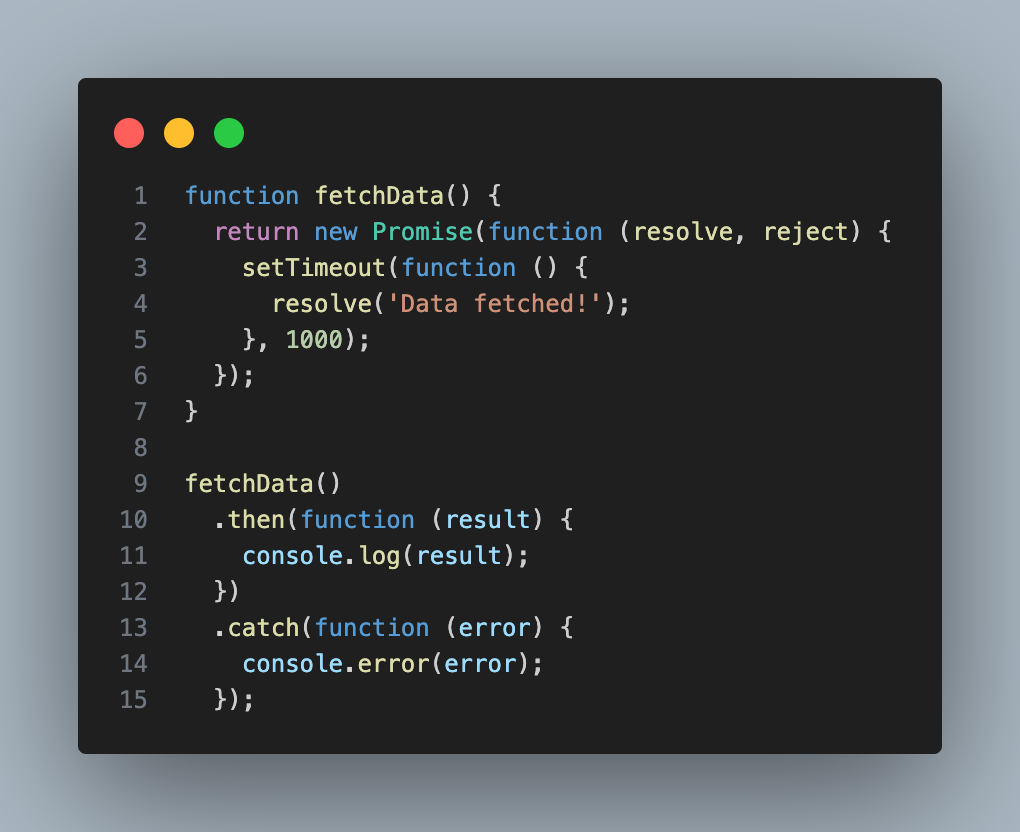 1 function fetchData() {
2   return new Promise(function (resolve, reject) {
3     setTimeout(function () {
4       resolve('Data fetched!');
5     }, 1000);
6   });
7 }
8
9 fetchData()
10   .then(function (result) {
11     console.log(result);
12   })
13   .catch(function (error) {
14     console.error(error);
15   });